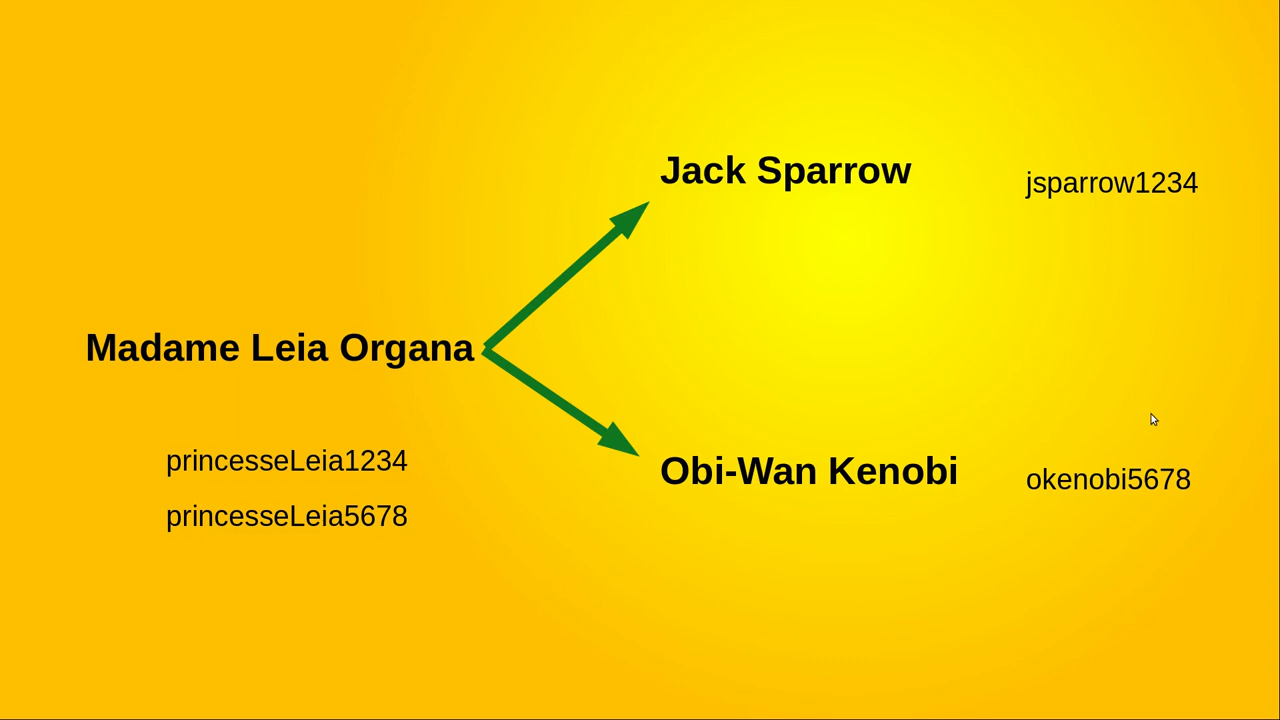 Jack Sparrow
jsparrow1234
Madame Leia Organa
princesseLeia1234
princesseLeia5678
Obi-Wan Kenobi
okenobi5678